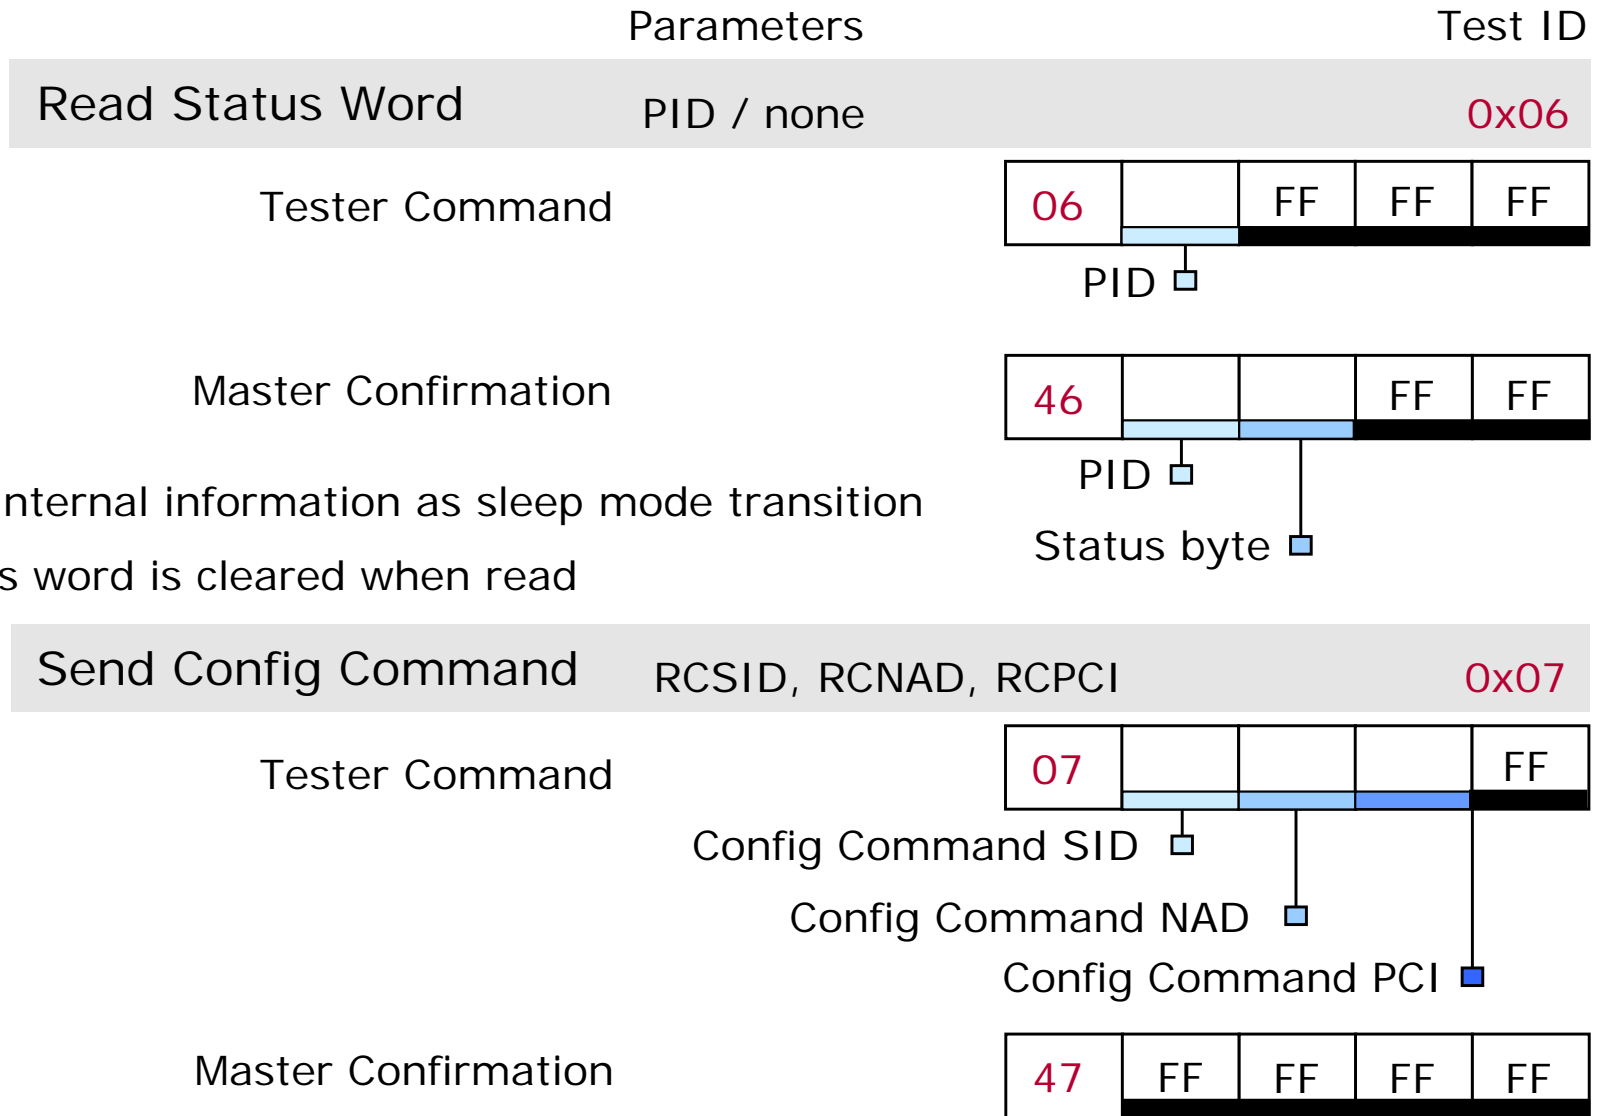 Parameters Test ID
Read Status Word PID / none 0x06
Tester Command 06 FF FF FF
PID
Master Confirmation 46 FF FF
PID
nternal information as sleep mode transition
Status byte
s word is cleared when read
Send Config Command RCSID, RCNAD, RCPCI 0x07
Tester Command 07 FF
Config Command SID
Config Command NAD
Config Command PCI
Master Confirmation 47 FF FF FF FF